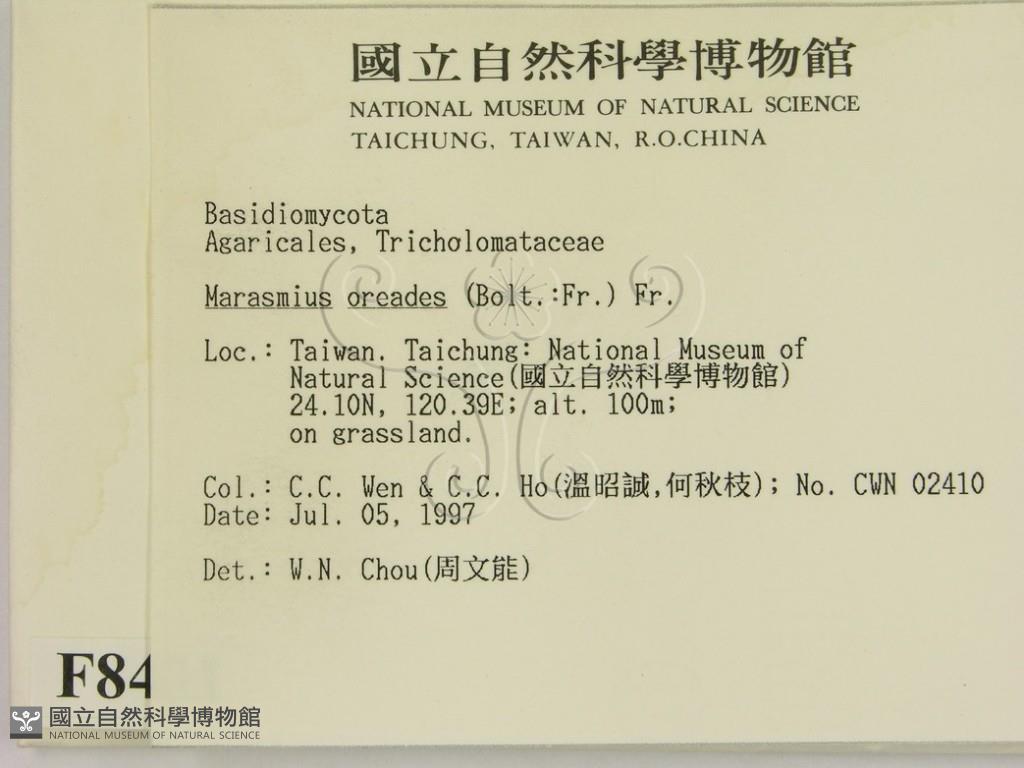 國立自然科學博物館
NATIONAL MUSEUM OF NATURAL SCIENCE
TAICHUNG, TAIWAN, R.O.CHINA
Basidiomycota
Agaricales, Tricholomataceae
Marasmius oreades (Bolt.:Fr.) Fr.
Loc.: Taiwan. Taichung: National Museum of
Natural Science(國立自然科學博物館)
24.10N, 120.39E; alt. 100m;
on grassland.
Col.: C.C. Wen & C.C. Ho(溫昭誠,何秋枝); No. CWN 02410
Date: Jul. 05, 1997
Det.: W.N. Chou(周文能)
F84
國立自然科學博物館
NATIONAL MUSEUM OF NATURAL SCIENCE